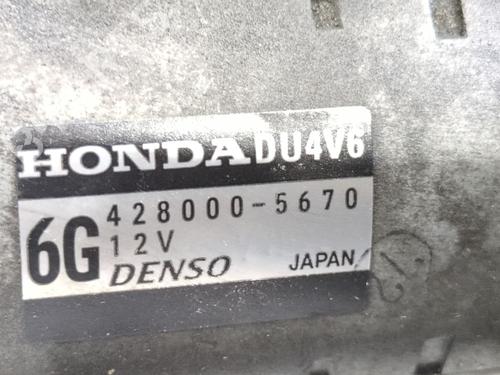 HONDA DU4V6
6G 428000-5670
12V
DENSO JAPAN